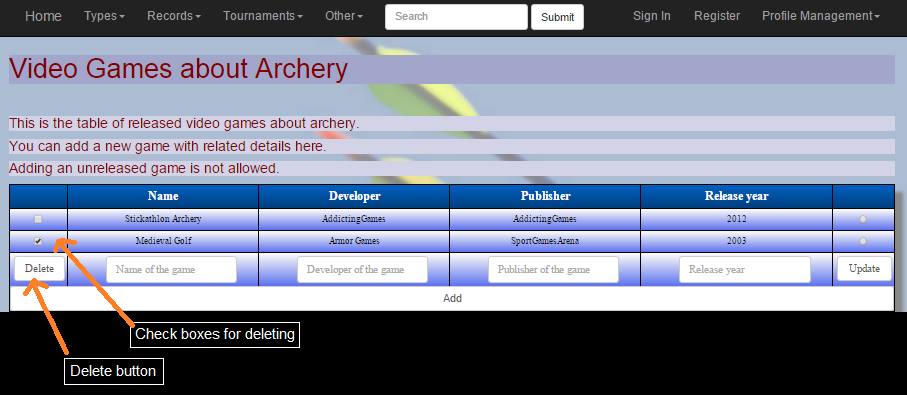 Home Types Records Tournaments Other Search Submit Sign In Register Profile Management
Video Games about Archery
This is the table of released video games about archery.
You can add a new game with related details here.
Adding an unreleased game is not allowed.
Name Developer Publisher Release year
Stickathlon Archery AddictingGames AddictingGames 2012
Medieval Golf Armor Games SportGamesArena 2003
Delete Name of the game Developer of the game Publisher of the game Release year Update
Add
Check boxes for deleting
Delete button